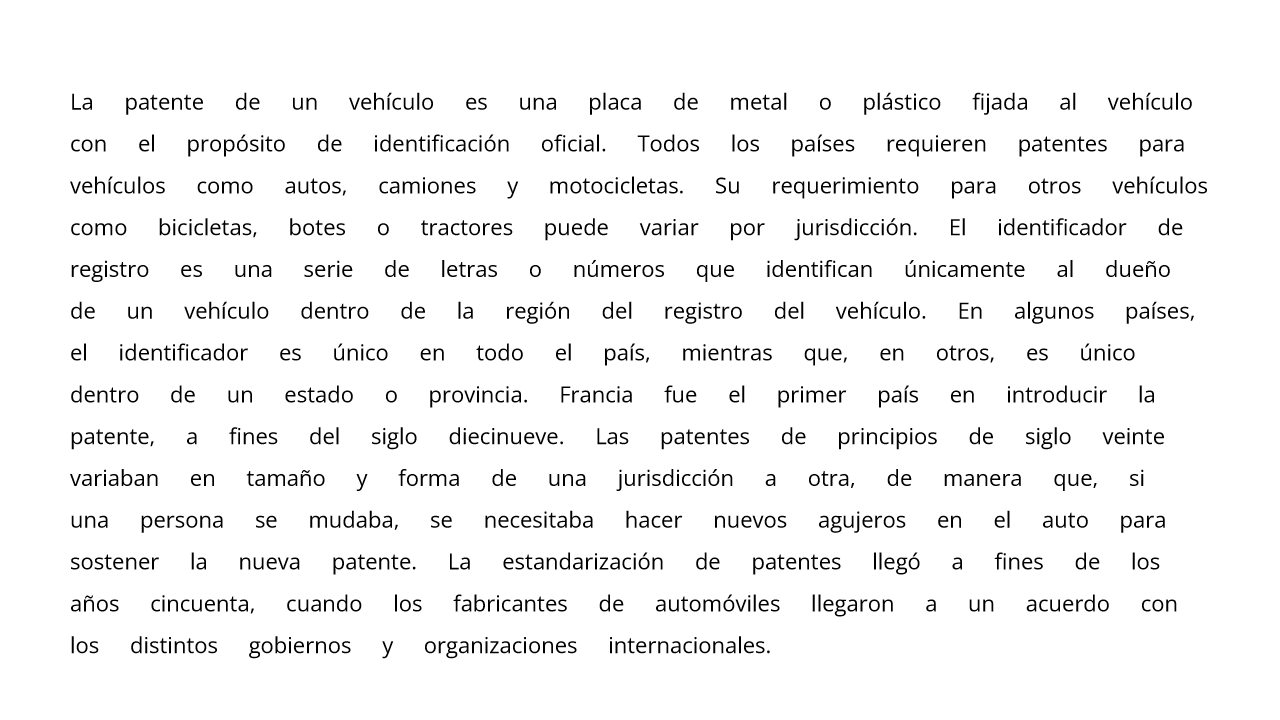 La patente de un vehículo es una placa de metal o plástico fijada al vehículo
con el propósito de identificación oficial. Todos los países requieren patentes para
vehículos como autos, camiones y motocicletas. Su requerimiento para otros vehículos
como bicicletas, botes o tractores puede variar por jurisdicción. El identificador de
registro es una serie de letras o números que identifican únicamente al dueño
de un vehículo dentro de la región del registro del vehículo. En algunos países,
el identificador es único en todo el país, mientras que, en otros, es único
dentro de un estado o provincia. Francia fue el primer país en introducir la
patente, a fines del siglo diecinueve. Las patentes de principios de siglo veinte
variaban en tamaño y forma de una jurisdicción a otra, de manera que, si
una persona se mudaba, se necesitaba hacer nuevos agujeros en el auto para
sostener la nueva patente. La estandarización de patentes llegó a fines de los
años cincuenta, cuando los fabricantes de automóviles llegaron a un acuerdo con
los distintos gobiernos y organizaciones internacionales.